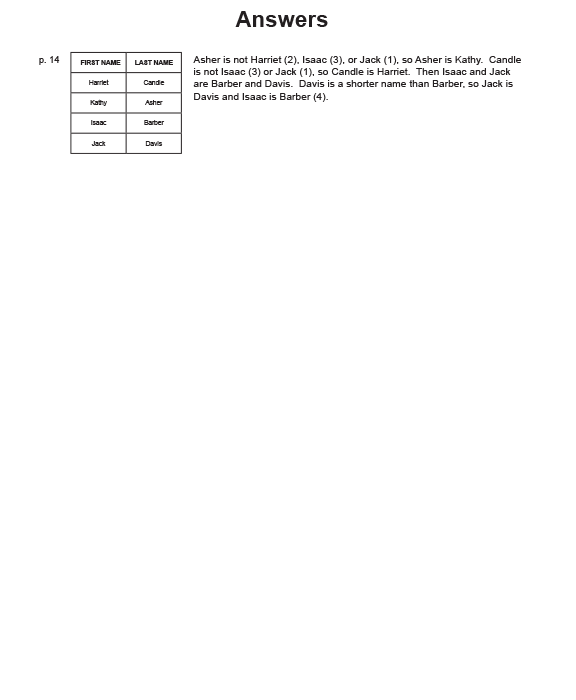 Answers
p. 14
FIRST NAME LAST NAME
Harriet Candle
Kathy Asher
Isaac Barber
Jack Davis
Asher is not Harriet (2), Isaac (3), or Jack (1), so Asher is Kathy.  Candle
is not Isaac (3) or Jack (1), so Candle is Harriet.  Then Isaac and Jack
are Barber and Davis.  Davis is a shorter name than Barber, so Jack is
Davis and Isaac is Barber (4).